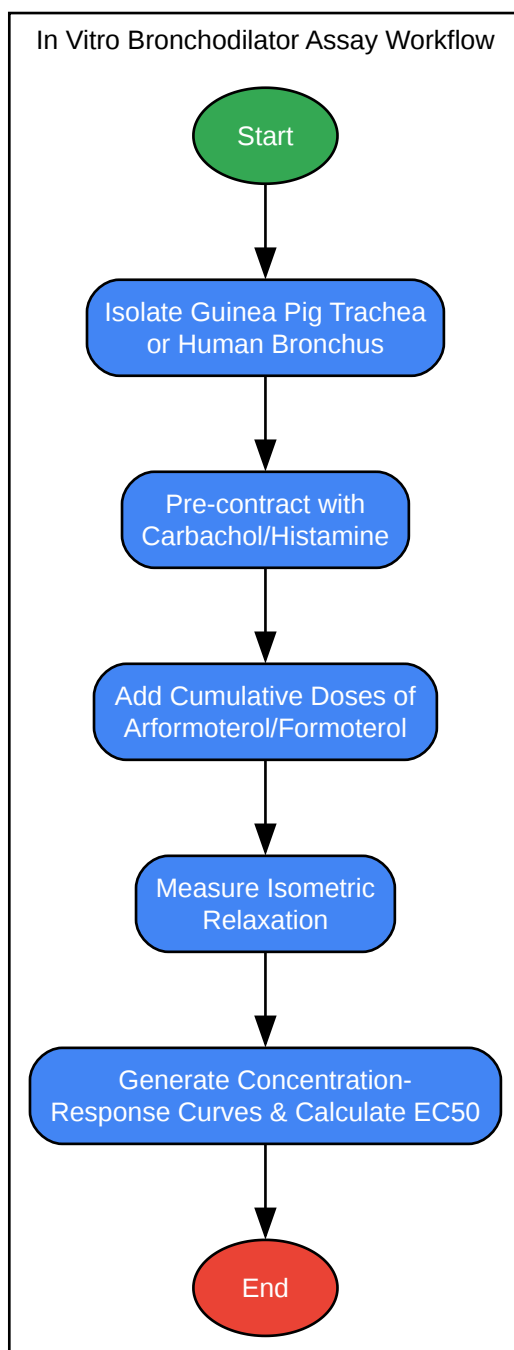 In Vitro Bronchodilator Assay Workflow
Start
Isolate Guinea Pig Trachea
or Human Bronchus
Pre-contract with
Carbachol/Histamine
Add Cumulative Doses of
Arformoterol/Formoterol
Measure Isometric
Relaxation
Generate Concentration-
Response Curves & Calculate EC50
End